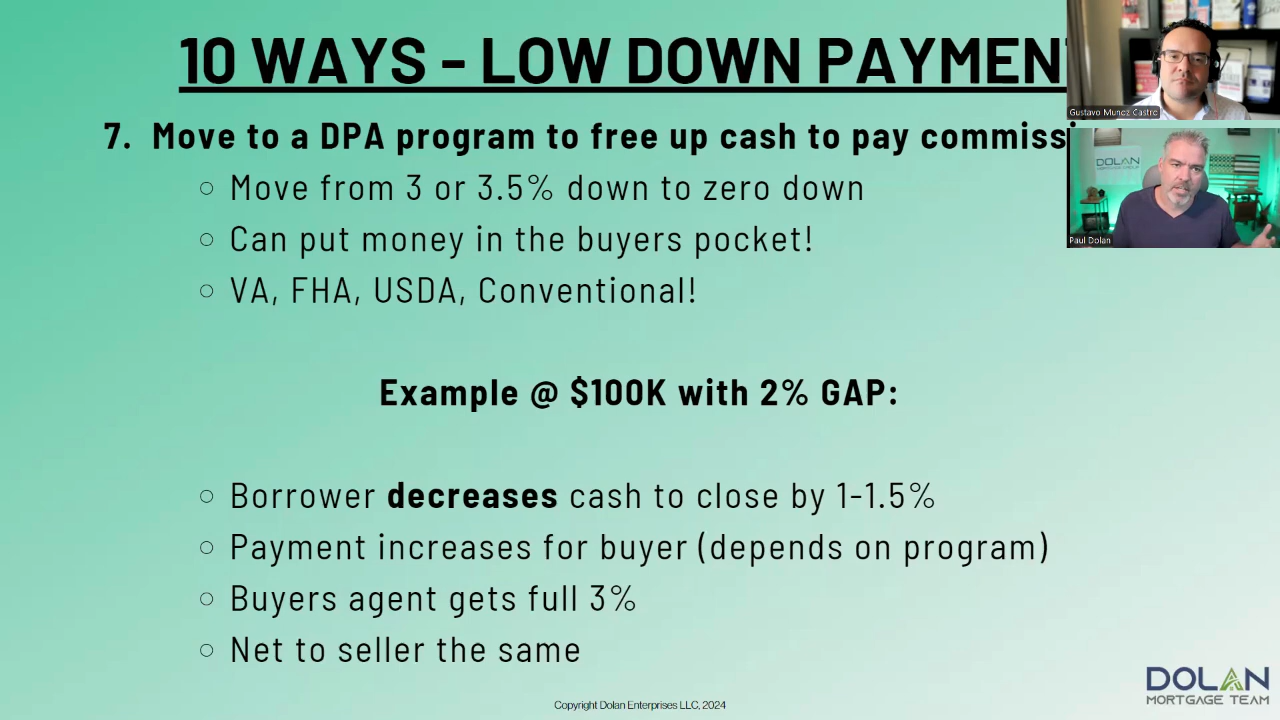 10 WAYS - LOW DOWN PAYMENT
7. Move to a DPA program to free up cash to pay commissi
Move from 3 or 3.5% down to zero down
Can put money in the buyers pocket!
VA, FHA, USDA, Conventional!
Example @ $100K with 2% GAP:
Borrower decreases cash to close by 1-1.5%
Payment increases for buyer (depends on program)
Buyers agent gets full 3%
Net to seller the same
Copyright Dolan Enterprises LLC, 2024
Gustavo Munoz Castro
DOLAN
MORTGAGE GROUP
Paul Dolan
DOLAN
MORTGAGE TEAM